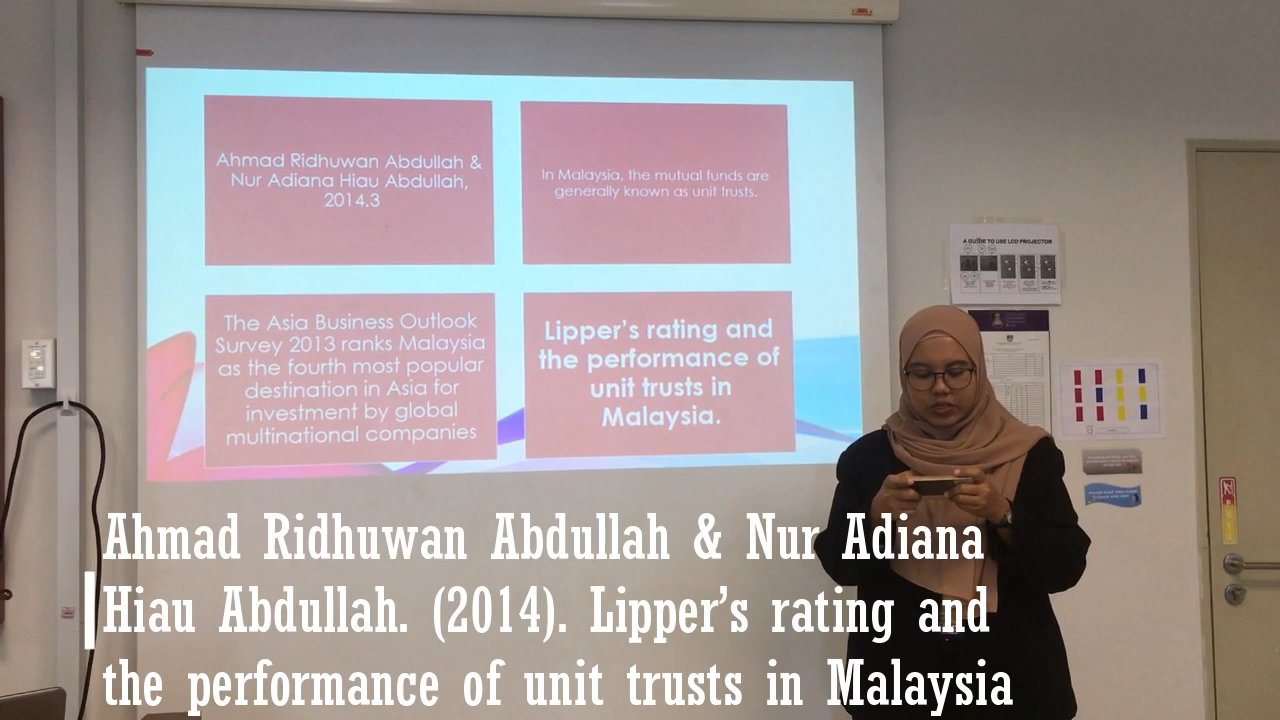 Ahmad Ridhuwan Abdullah &
Nur Adiana Hiau Abdullah,
2014.3
In Malaysia, the mutual funds are
generally known as unit trusts.
The Asia Business Outlook
Survey 2013 ranks Malaysia
as the fourth most popular
destination in Asia for
investment by global
multinational companies
Lipper's rating and
the performance of
unit trusts in
Malaysia.
A GUIDE TO USE LCD PROJECTOR
Ahmad Ridhuwan Abdullah & Nur Adiana
Hiau Abdullah. (2014). Lipper's rating and
the performance of unit trusts in Malaysia